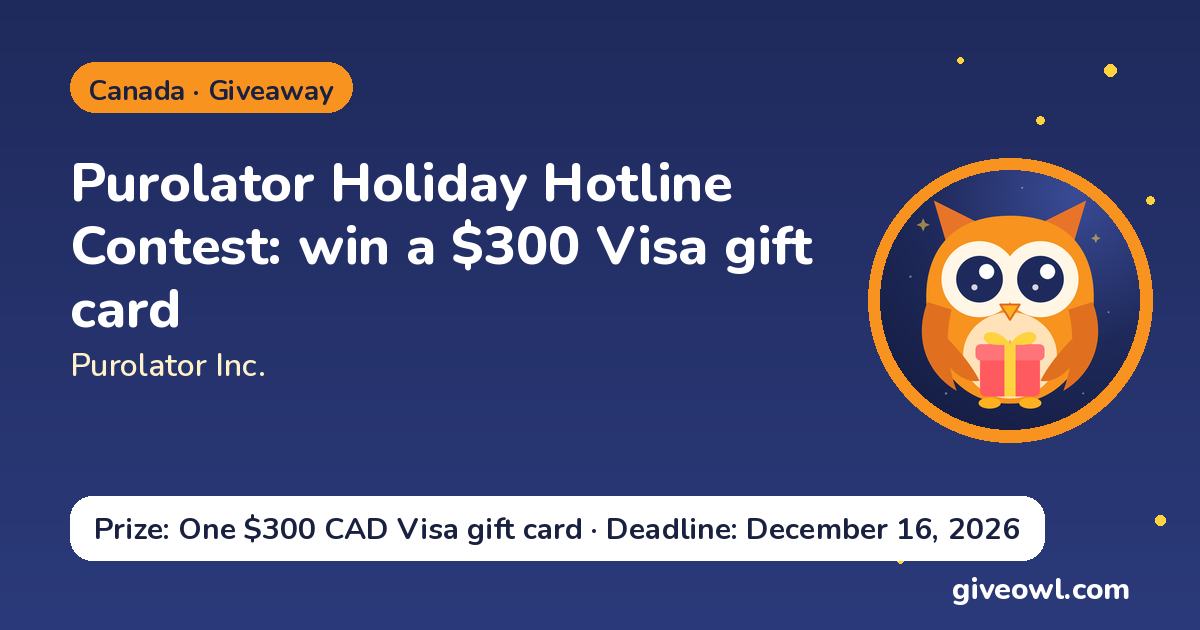 Canada · Giveaway
Purolator Holiday Hotline
Contest: win a $300 Visa gift
card
Purolator Inc.
Prize: One $300 CAD Visa gift card · Deadline: December 16, 2026
giveowl.com